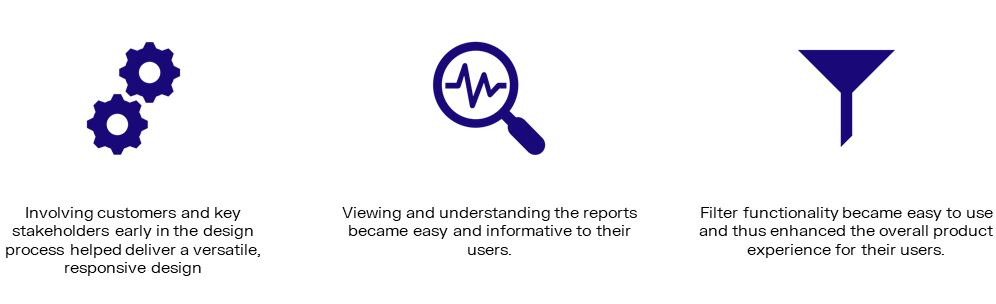 Involving customers and key
stakeholders early in the design
process helped deliver a versatile,
responsive design
Viewing and understanding the reports
became easy and informative to their
users.
Filter functionality became easy to use
and thus enhanced the overall product
experience for their users.